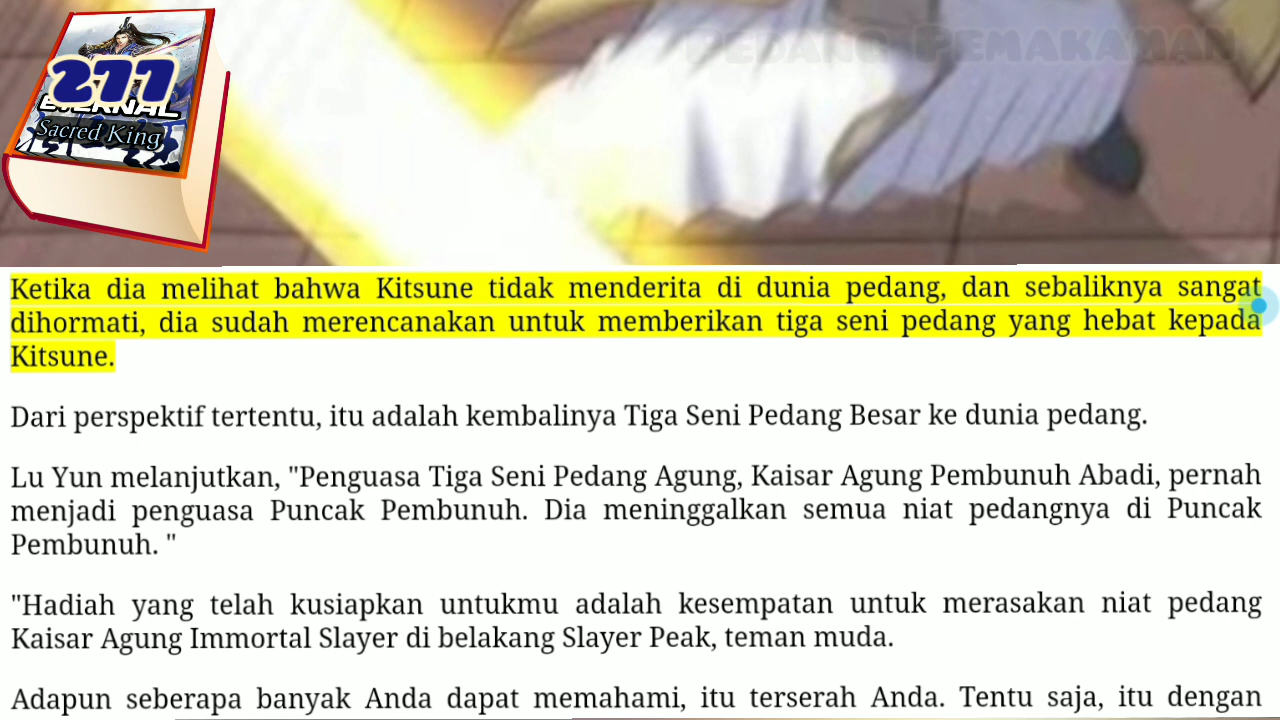 PEDANG PEMAKAMAN
277
ETERNAL
Sacred King
Ketika dia melihat bahwa Kitsune tidak menderita di dunia pedang, dan sebaliknya sangat
dihormati, dia sudah merencanakan untuk memberikan tiga seni pedang yang hebat kepada
Kitsune.
Dari perspektif tertentu, itu adalah kembalinya Tiga Seni Pedang Besar ke dunia pedang.
Lu Yun melanjutkan, "Penguasa Tiga Seni Pedang Agung, Kaisar Agung Pembunuh Abadi, pernah
menjadi penguasa Puncak Pembunuh. Dia meninggalkan semua niat pedangnya di Puncak
Pembunuh. "
"Hadiah yang telah kusiapkan untukmu adalah kesempatan untuk merasakan niat pedang
Kaisar Agung Immortal Slayer di belakang Slayer Peak, teman muda.
Adapun seberapa banyak Anda dapat memahami, itu terserah Anda. Tentu saja, itu dengan